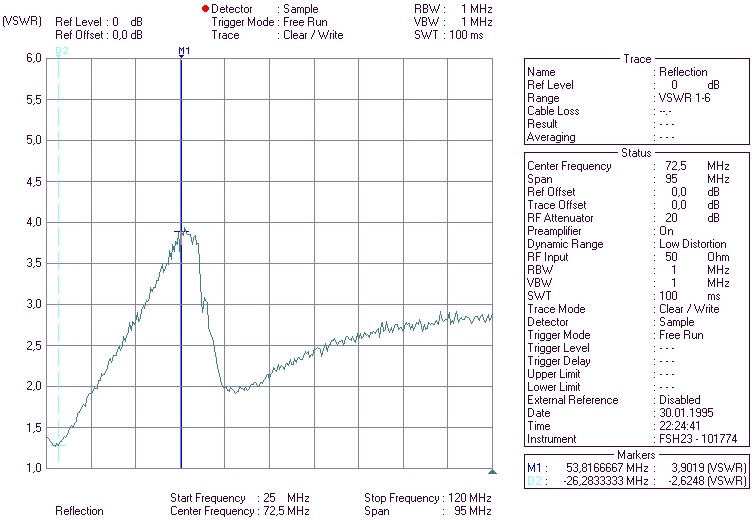 (VSWR) Ref Level : 0 dB Detector : Sample RBW : 1 MHz
Ref Offset : 0,0 dB Trigger Mode : Free Run VBW : 1 MHz
Trace : Clear / Write SWT : 100 ms
D2 M1
6,0
5,5
5,0
4,5
4,0
3,5
3,0
2,5
2,0
1,5
1,0
Start Frequency : 25 MHz Stop Frequency : 120 MHz
Reflection Center Frequency : 72,5 MHz Span : 95 MHz
Trace
Name : Reflection
Ref Level : 0 dB
Range : VSWR 1-6
Cable Loss : --.-
Result : - - -
Averaging : - - -
Status
Center Frequency : 72,5 MHz
Span : 95 MHz
Ref Offset : 0,0 dB
Trace Offset : 0,0 dB
RF Attenuator : 20 dB
Preamplifier : On
Dynamic Range : Low Distortion
RF Input : 50 Ohm
RBW : 1 MHz
VBW : 1 MHz
SWT : 100 ms
Trace Mode : Clear / Write
Detector : Sample
Trigger Mode : Free Run
Trigger Level : - - -
Trigger Delay : - - -
Upper Limit : - - -
Lower Limit : - - -
External Reference : Disabled
Date : 30.01.1995
Time : 22:24:41
Instrument : FSH23 - 101774
Markers
M1 : 53,8166667 MHz : 3,9019 (VSWR)
D2 : -26,2833333 MHz : -2,6248 (VSWR)